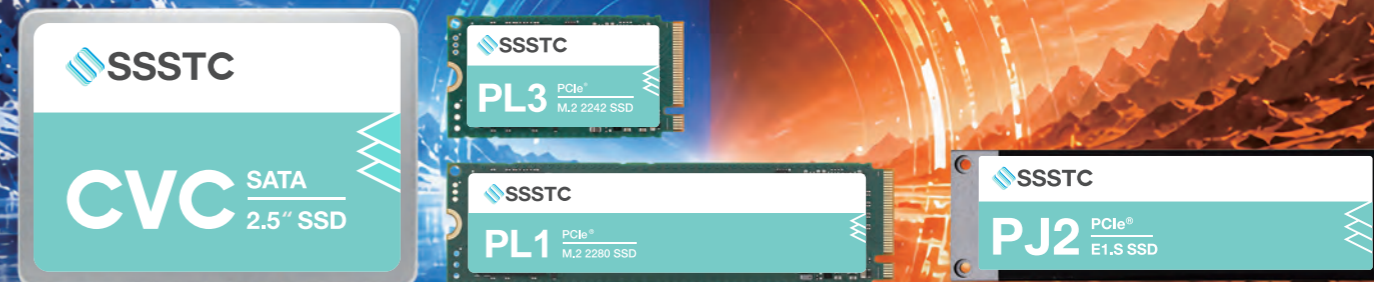 SSSTC
CVC
SATA
2.5″ SSD
SSSTC
PL3
PCIe®
M.2 2242 SSD
SSSTC
PL1
PCIe®
M.2 2280 SSD
SSSTC
PJ2
PCIe®
E1.S SSD